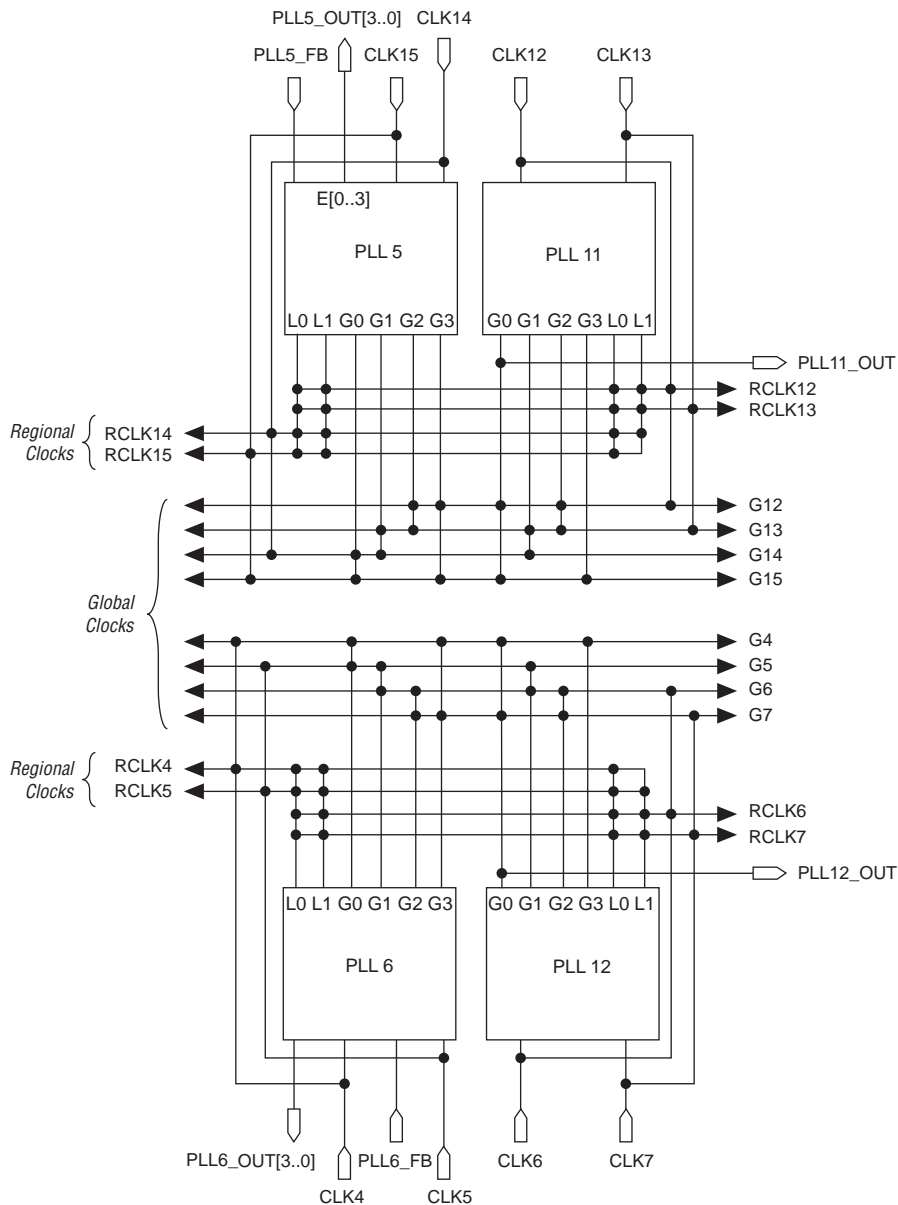 PLL5_OUT[3..0] CLK14
PLL5_FB CLK15 CLK12 CLK13
E[0..3]
PLL 5 PLL 11
L0 L1 G0 G1 G2 G3 G0 G1 G2 G3 L0 L1
PLL11_OUT
RCLK12
RCLK13
Regional
Clocks
RCLK14
RCLK15
G12
G13
G14
G15
Global
Clocks
G4
G5
G6
G7
Regional
Clocks
RCLK4
RCLK5
RCLK6
RCLK7
PLL12_OUT
L0 L1 G0 G1 G2 G3 G0 G1 G2 G3 L0 L1
PLL 6 PLL 12
PLL6_OUT[3..0] PLL6_FB CLK6 CLK7
CLK4 CLK5